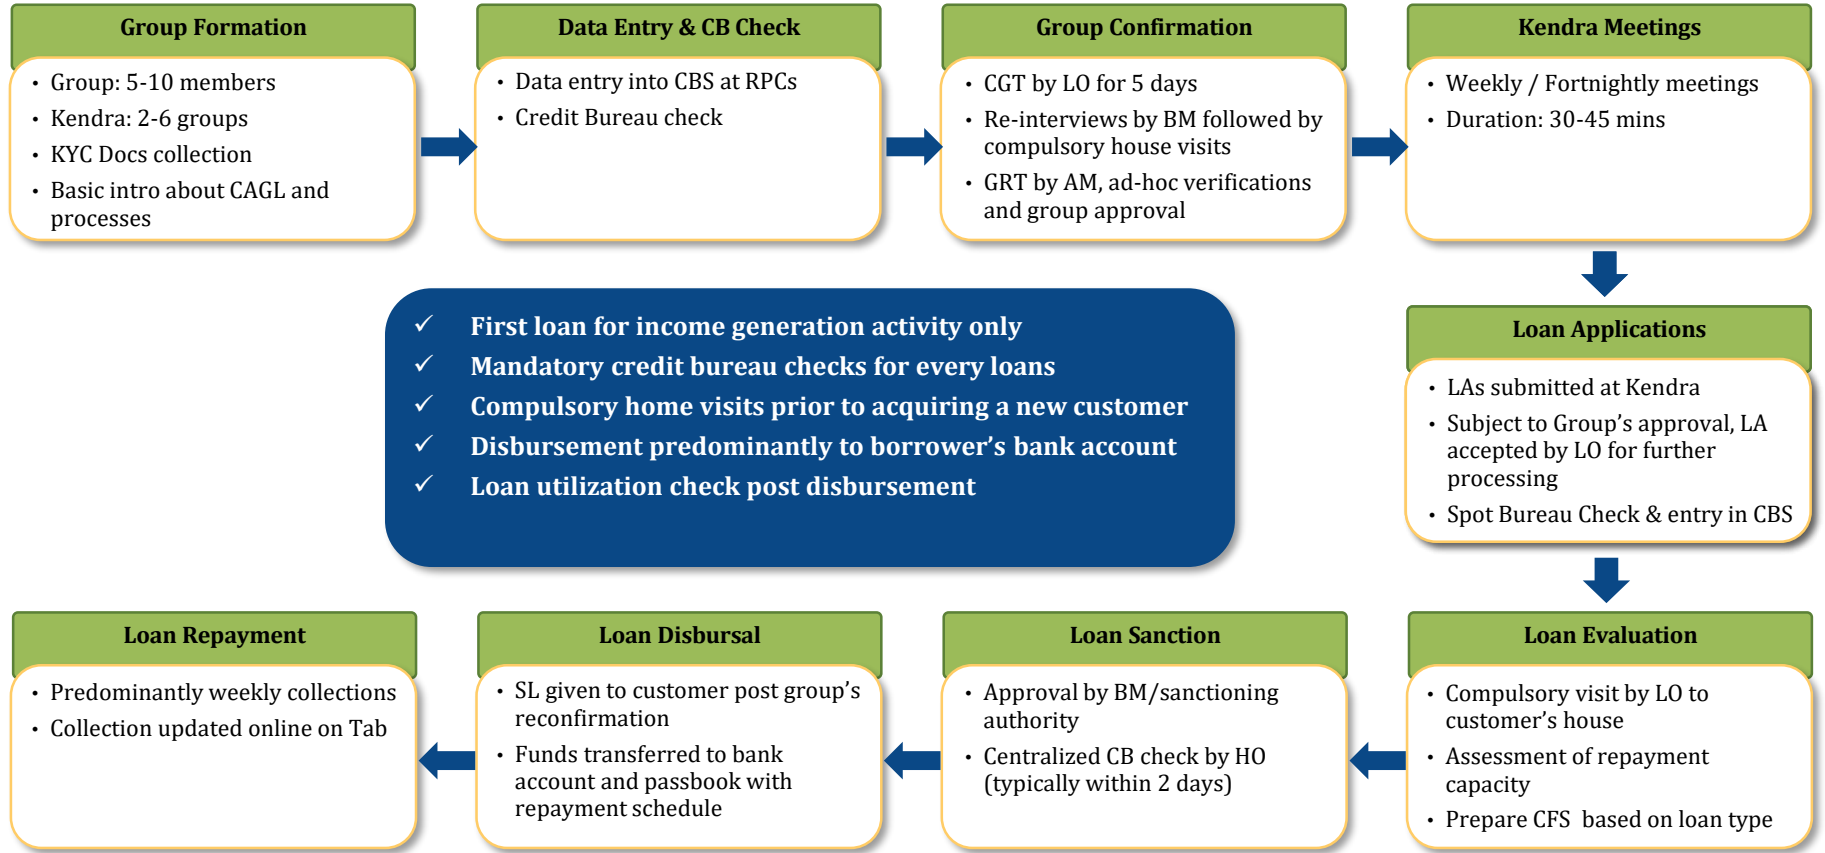 Group Formation
• Group: 5-10 members
• Kendra: 2-6 groups
• KYC Docs collection
• Basic intro about CAGL and
processes
Data Entry & CB Check
• Data entry into CBS at RPCs
• Credit Bureau check
Group Confirmation
• CGT by LO for 5 days
• Re-interviews by BM followed by
compulsory house visits
• GRT by AM, ad-hoc verifications
and group approval
Kendra Meetings
• Weekly / Fortnightly meetings
• Duration: 30-45 mins
✓ First loan for income generation activity only
✓ Mandatory credit bureau checks for every loans
✓ Compulsory home visits prior to acquiring a new customer
✓ Disbursement predominantly to borrower’s bank account
✓ Loan utilization check post disbursement
Loan Applications
• LAs submitted at Kendra
• Subject to Group’s approval, LA
accepted by LO for further
processing
• Spot Bureau Check & entry in CBS
Loan Repayment
• Predominantly weekly collections
• Collection updated online on Tab
Loan Disbursal
• SL given to customer post group’s
reconfirmation
• Funds transferred to bank
account and passbook with
repayment schedule
Loan Sanction
• Approval by BM/sanctioning
authority
• Centralized CB check by HO
(typically within 2 days)
Loan Evaluation
• Compulsory visit by LO to
customer’s house
• Assessment of repayment
capacity
• Prepare CFS based on loan type